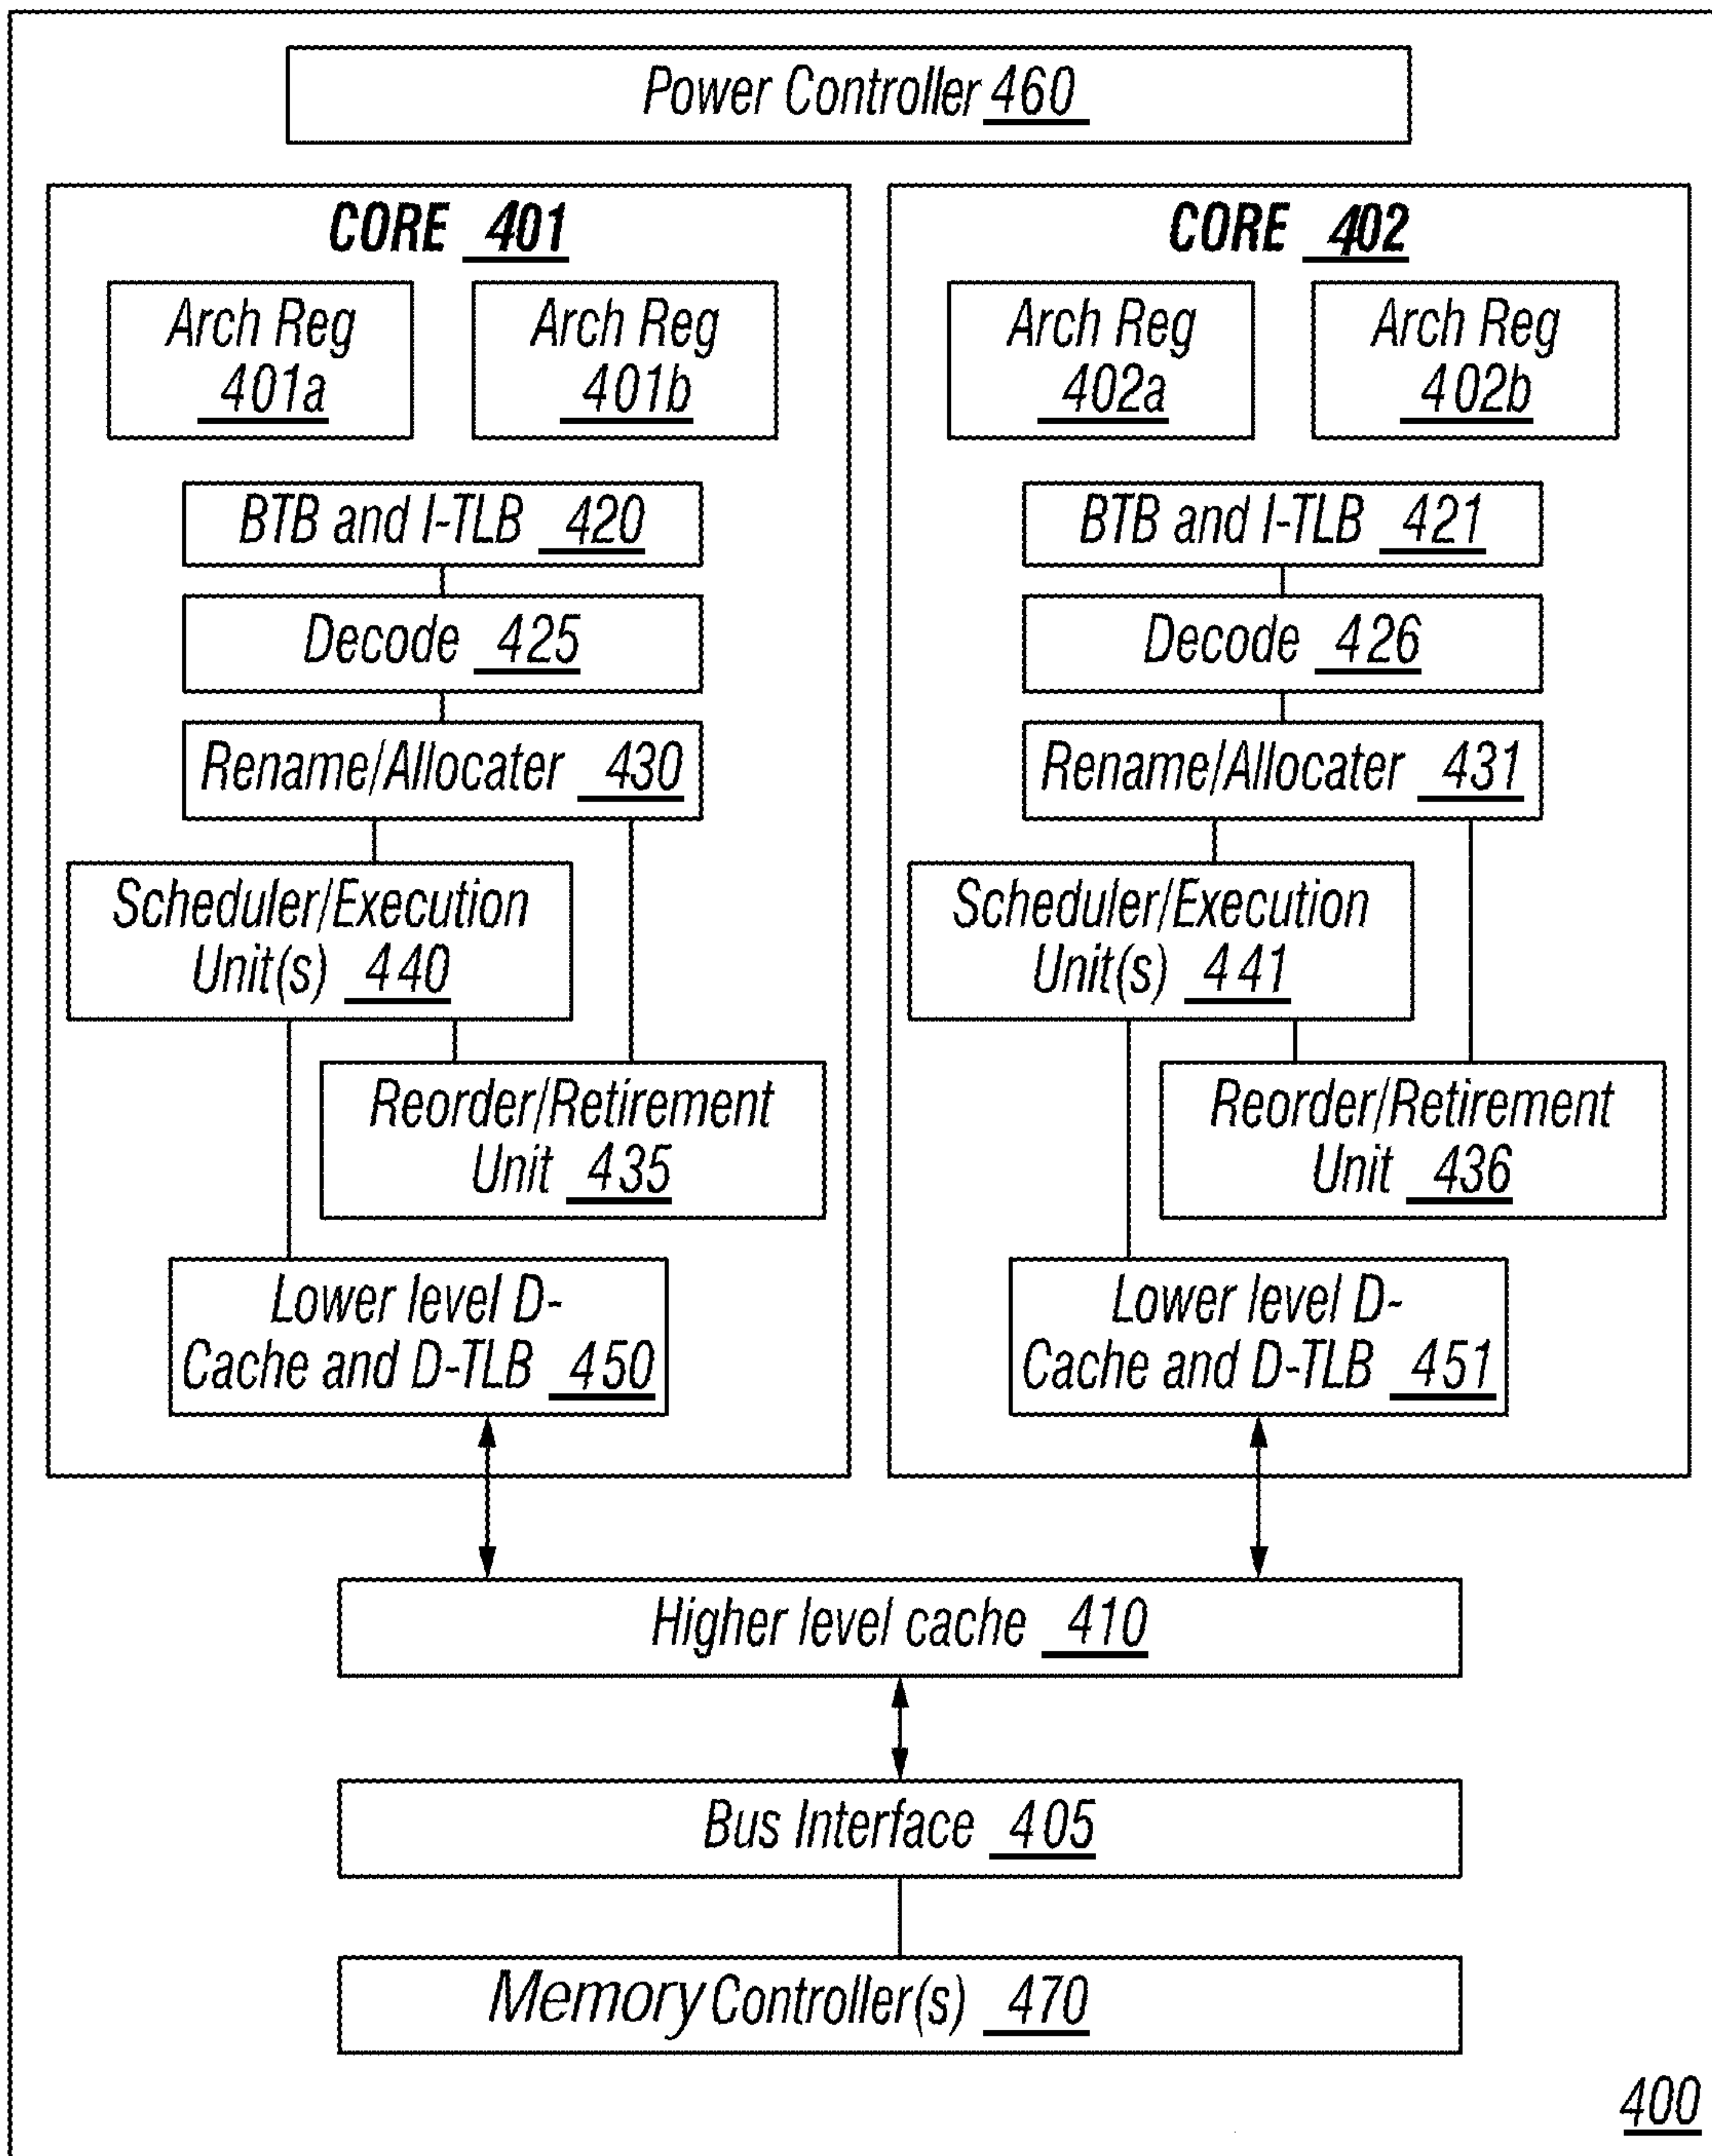 Power Controller 460
CORE 401
Arch Reg
401a
Arch Reg
401b
BTB and I-TLB 420
Decode 425
Rename/Allocater 430
Scheduler/Execution
Unit(s) 440
Reorder/Retirement
Unit 435
Lower level D-
Cache and D-TLB 450
CORE 402
Arch Reg
402a
Arch Reg
402b
BTB and I-TLB 421
Decode 426
Rename/Allocater 431
Scheduler/Execution
Unit(s) 441
Reorder/Retirement
Unit 436
Lower level D-
Cache and D-TLB 451
Higher level cache 410
Bus Interface 405
Memory Controller(s) 470
400